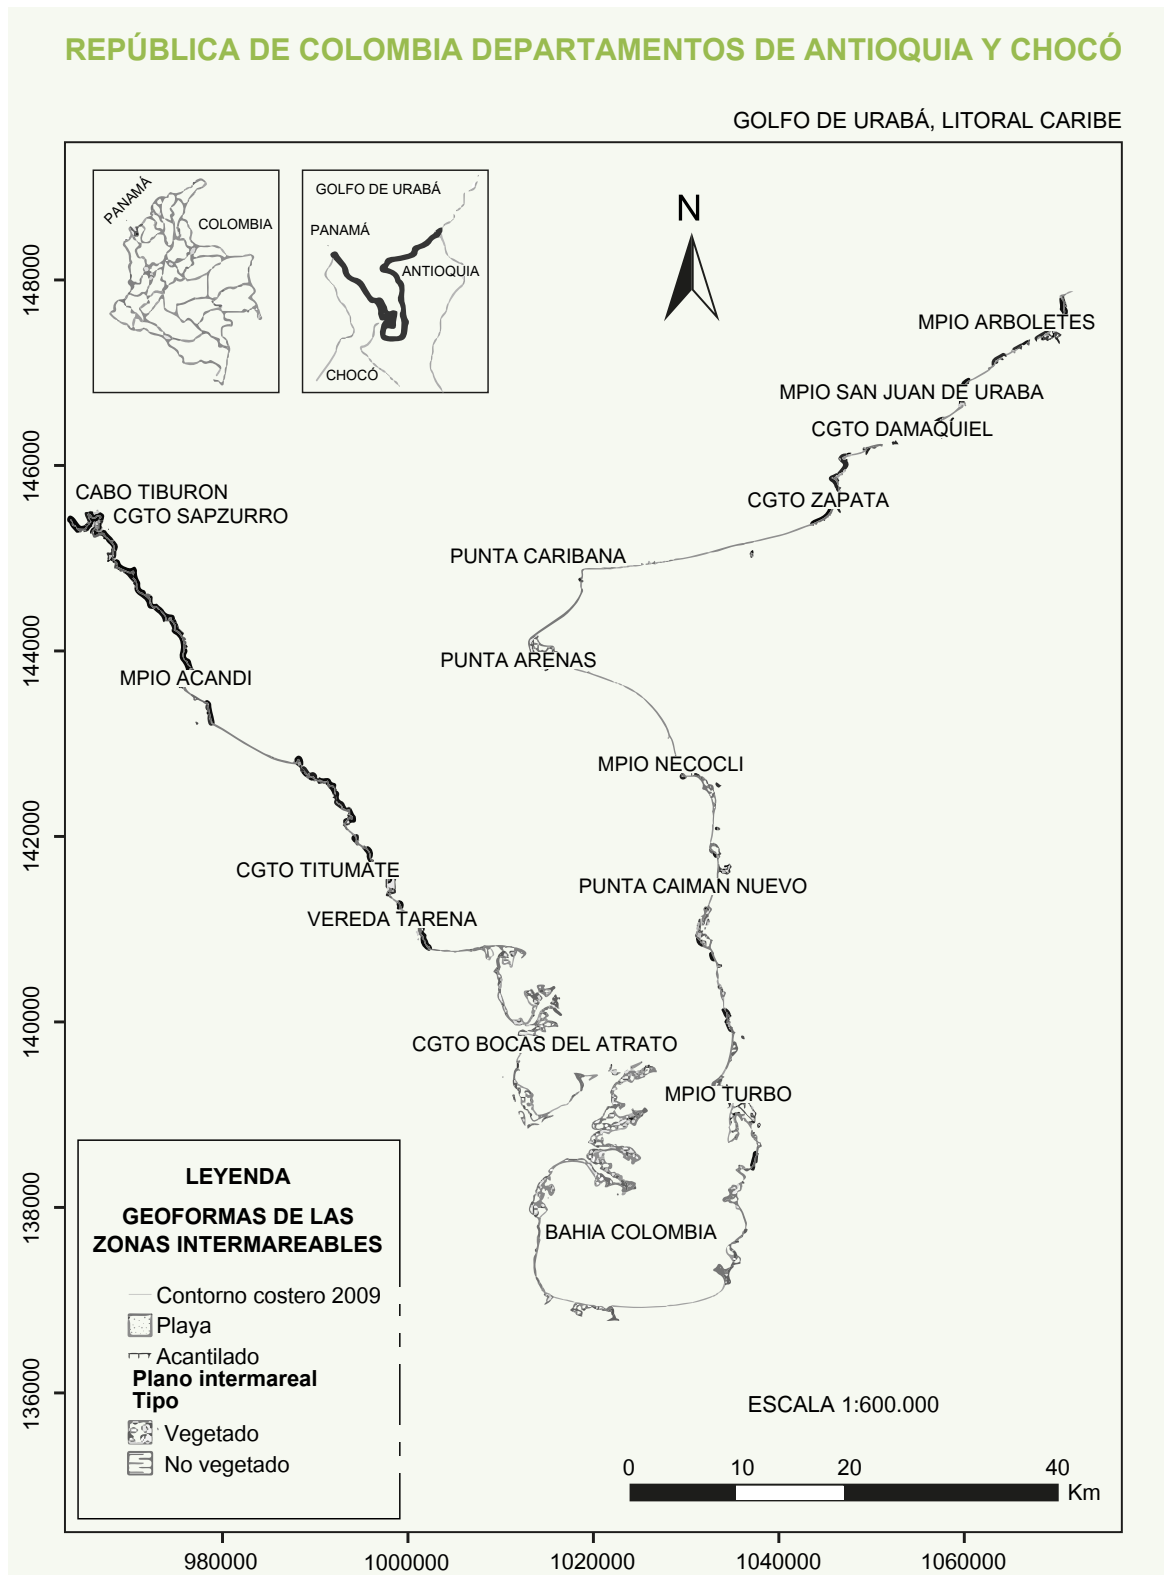 REPÚBLICA DE COLOMBIA DEPARTAMENTOS DE ANTIOQUIA Y CHOCÓ
GOLFO DE URABÁ, LITORAL CARIBE
PANAMÁ
COLOMBIA
GOLFO DE URABÁ
PANAMÁ
ANTIOQUIA
CHOCÓ
N
148000
146000
144000
142000
140000
138000
136000
MPIO ARBOLETES
MPIO SAN JUAN DE URABA
CGTO DAMAQUIEL
CGTO ZAPATA
CABO TIBURON
CGTO SAPZURRO
PUNTA CARIBANA
PUNTA ARENAS
MPIO ACANDI
MPIO NECOCLI
CGTO TITUMATE
PUNTA CAIMAN NUEVO
VEREDA TARENA
CGTO BOCAS DEL ATRATO
MPIO TURBO
BAHIA COLOMBIA
LEYENDA
GEOFORMAS DE LAS
ZONAS INTERMAREABLES
Contorno costero 2009
Playa
Acantilado
Plano intermareal
Tipo
Vegetado
No vegetado
ESCALA 1:600.000
0 10 20 40
Km
980000 1000000 1020000 1040000 1060000